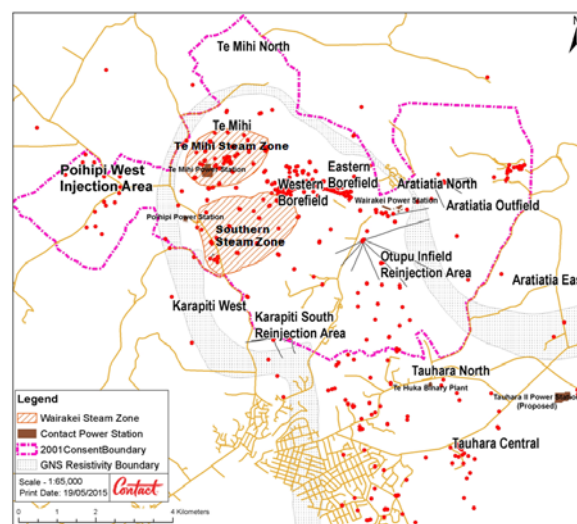 N
Te Mihi North
Te Mihi
Te Mihi Steam Zone
Te Mihi Power Station
Poihipi West
Injection Area
Eastern
Borefield
Western
Borefield
Aratiatia North
Wairakei Power Station
Aratiatia Outfield
Poihipi Power Station
Southern
Steam Zone
Otupu Infield
Reinjection Area
Aratiatia East
Karapiti West
Karapiti South
Reinjection Area
Tauhara North
Te Huka Binary Plant
Tauhara II Power Station
(Proposed)
Tauhara Central
Legend
Wairakei Steam Zone
Contact Power Station
2001ConsentBoundary
GNS Resistivity Boundary
Scale - 1:65,000
Print Date: 19/05/2015
Contact
0 1 2 4 Kilometers